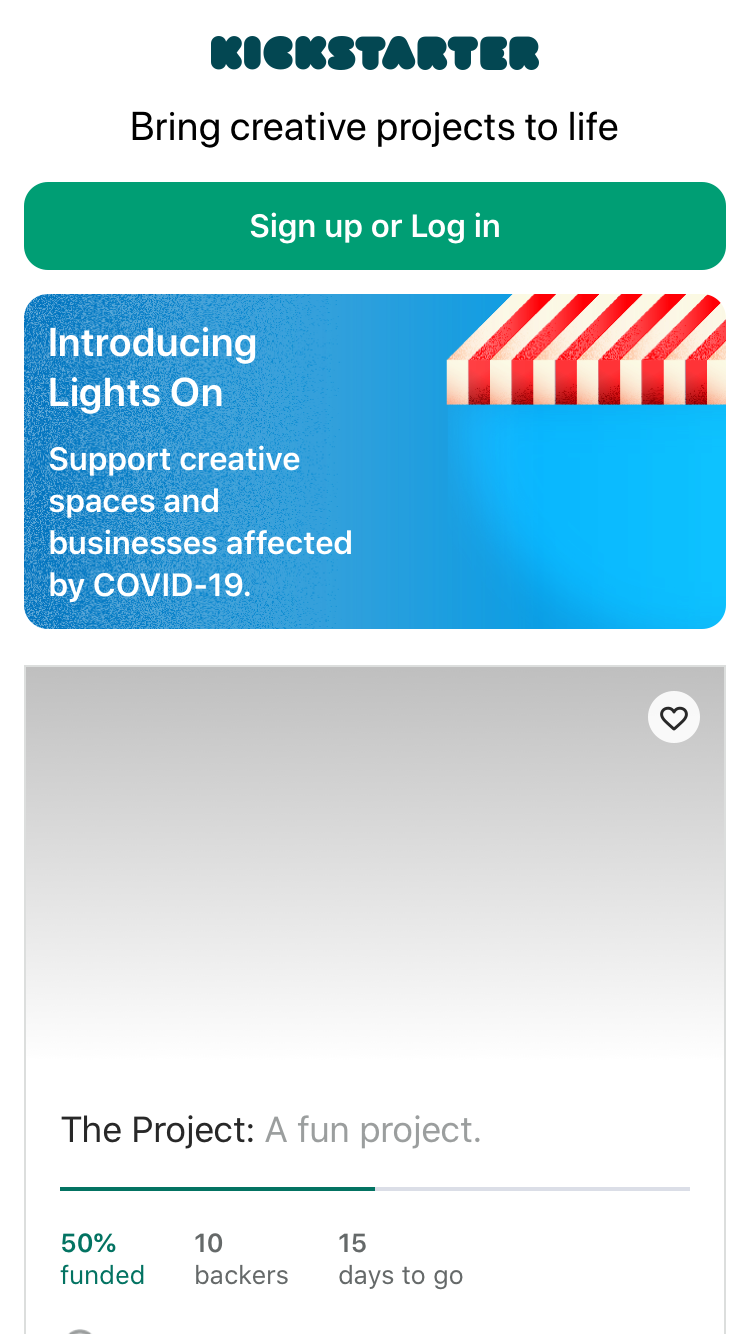 KICKSTARTER
Bring creative projects to life
Sign up or Log in
Introducing
Lights On
Support creative
spaces and
businesses affected
by COVID-19.
The Project: A fun project.
50% 10 15
funded backers days to go